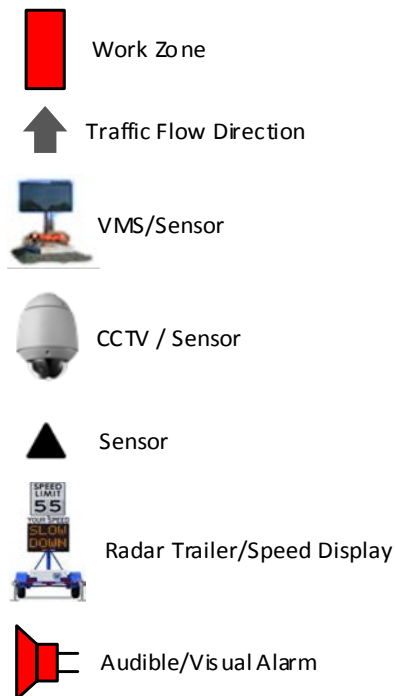 Work Zone
Traffic Flow Direction
VMS/Sensor
CCTV / Sensor
Sensor
SPEED
LIMIT
55
YOUR SPEED
SLOW
DOWN
Radar Trailer/Speed Display
Audible/Visual Alarm